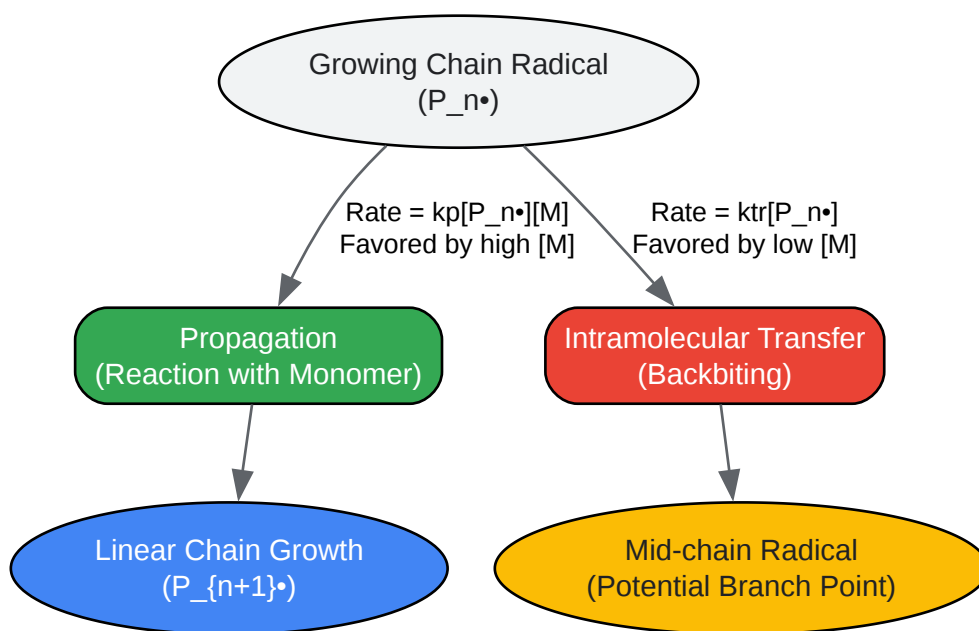 Growing Chain Radical
(P_n•)
Rate = kp[P_n•][M]
Favored by high [M]
Rate = ktr[P_n•]
Favored by low [M]
Propagation
(Reaction with Monomer)
Intramolecular Transfer
(Backbiting)
Linear Chain Growth
(P_{n+1}•)
Mid-chain Radical
(Potential Branch Point)